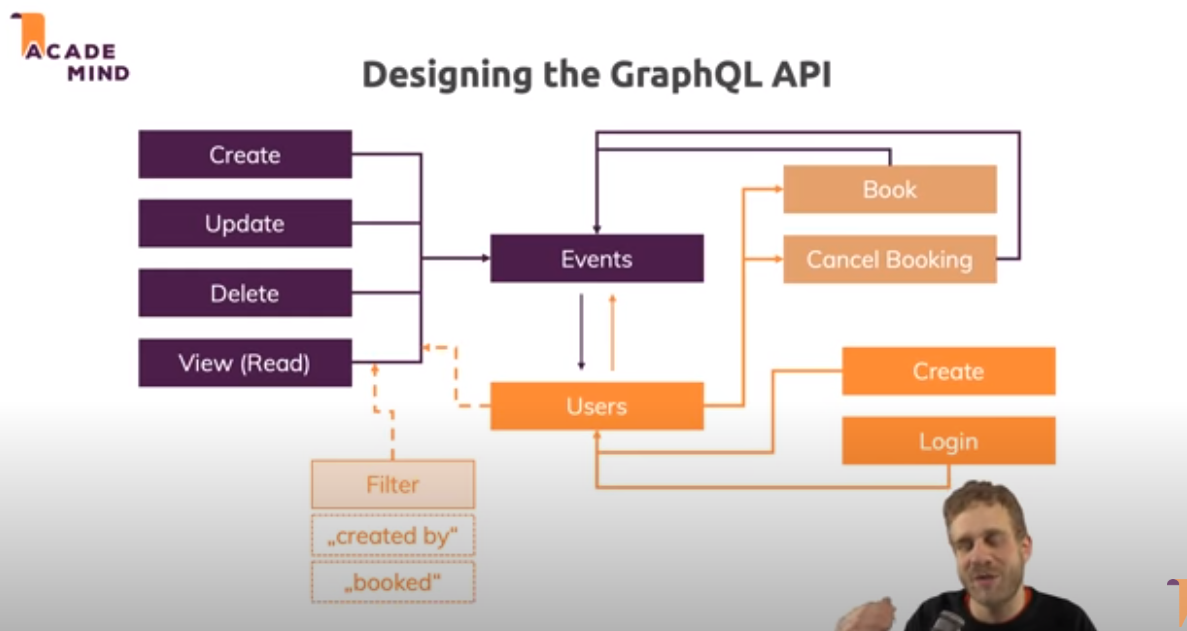 ACADE
MIND
Designing the GraphQL API
Create
Update
Delete
View (Read)
Events
Users
Book
Cancel Booking
Create
Login
Filter
„created by“
„booked“